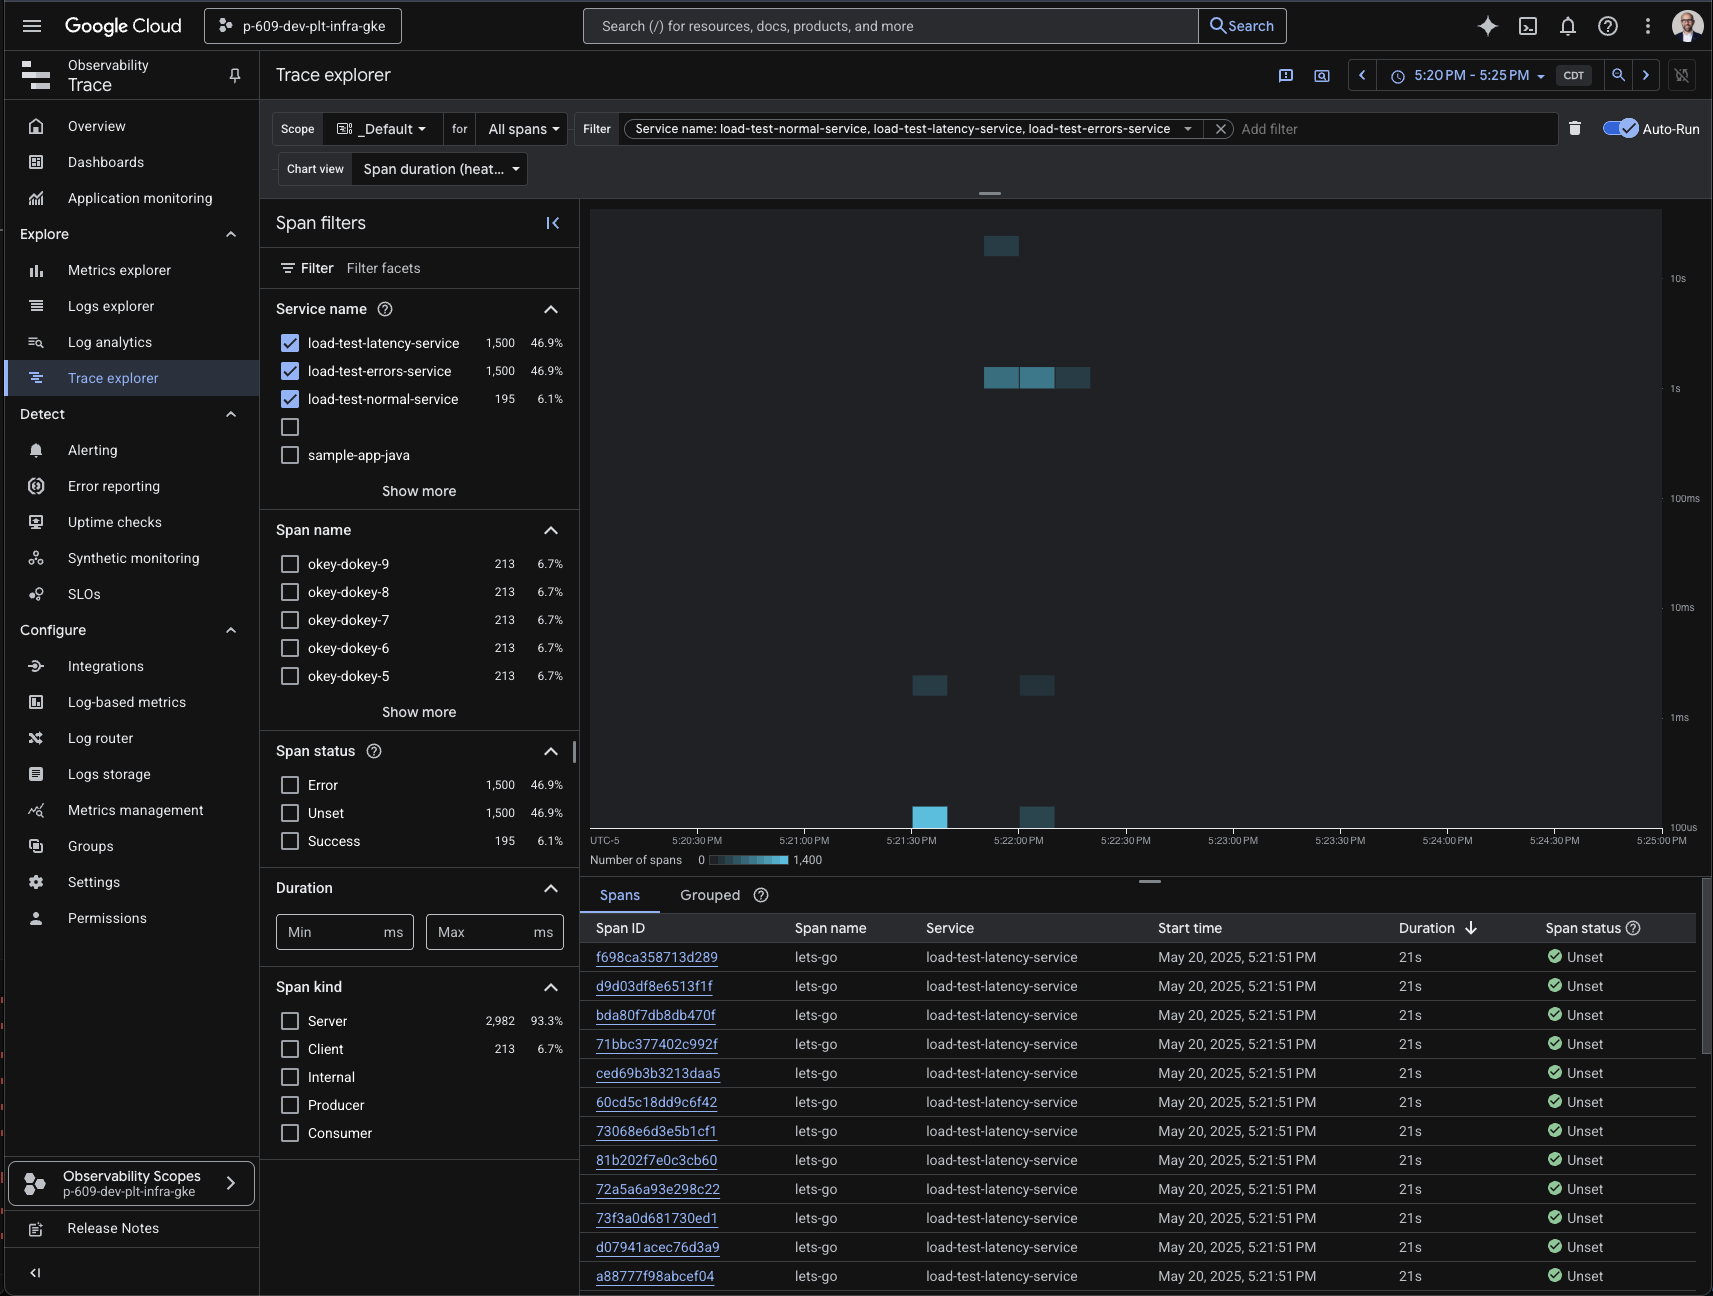 Google Cloud
p-609-dev-plt-infra-gke
Search (/) for resources, docs, products, and more
Search
Observability
Trace
Trace explorer
5:20 PM - 5:25 PM
CDT
Scope
_Default
for
All spans
Filter
Service name: load-test-normal-service, load-test-latency-service, load-test-errors-service
Add filter
Auto-Run
Chart view
Span duration (heat...
Overview
Dashboards
Application monitoring
Explore
Metrics explorer
Logs explorer
Log analytics
Trace explorer
Detect
Alerting
Error reporting
Uptime checks
Synthetic monitoring
SLOs
Configure
Integrations
Log-based metrics
Log router
Logs storage
Metrics management
Groups
Settings
Permissions
Observability Scopes
p-609-dev-plt-infra-gke
Release Notes
Span filters
Filter Filter facets
Service name
load-test-latency-service 1,500 46.9%
load-test-errors-service 1,500 46.9%
load-test-normal-service 195 6.1%
sample-app-java
Show more
Span name
okey-dokey-9 213 6.7%
okey-dokey-8 213 6.7%
okey-dokey-7 213 6.7%
okey-dokey-6 213 6.7%
okey-dokey-5 213 6.7%
Show more
Span status
Error 1,500 46.9%
Unset 1,500 46.9%
Success 195 6.1%
Duration
Min ms Max ms
Span kind
Server 2,982 93.3%
Client 213 6.7%
Internal
Producer
Consumer
10s
1s
100ms
10ms
1ms
100us
UTC-5 5:20:30 PM 5:21:00 PM 5:21:30 PM 5:22:00 PM 5:22:30 PM 5:23:00 PM 5:23:30 PM 5:24:00 PM 5:24:30 PM 5:25:00 PM
Number of spans 0 1,400
Spans Grouped
Span ID Span name Service Start time Duration Span status
f698ca358713d289 lets-go load-test-latency-service May 20, 2025, 5:21:51 PM 21s Unset
d9d03df8e6513f1f lets-go load-test-latency-service May 20, 2025, 5:21:51 PM 21s Unset
bda80f7db8db470f lets-go load-test-latency-service May 20, 2025, 5:21:51 PM 21s Unset
71bbc377402c992f lets-go load-test-latency-service May 20, 2025, 5:21:51 PM 21s Unset
ced69b3b3213daa5 lets-go load-test-latency-service May 20, 2025, 5:21:51 PM 21s Unset
60cd5c18dd9c6f42 lets-go load-test-latency-service May 20, 2025, 5:21:51 PM 21s Unset
73068e6d3e5b1cf1 lets-go load-test-latency-service May 20, 2025, 5:21:51 PM 21s Unset
81b202f7e0c3cb60 lets-go load-test-latency-service May 20, 2025, 5:21:51 PM 21s Unset
72a5a6a93e298c22 lets-go load-test-latency-service May 20, 2025, 5:21:51 PM 21s Unset
73f3a0d681730ed1 lets-go load-test-latency-service May 20, 2025, 5:21:51 PM 21s Unset
d07941acec76d3a9 lets-go load-test-latency-service May 20, 2025, 5:21:51 PM 21s Unset
a88777f98abcef04 lets-go load-test-latency-service May 20, 2025, 5:21:51 PM 21s Unset